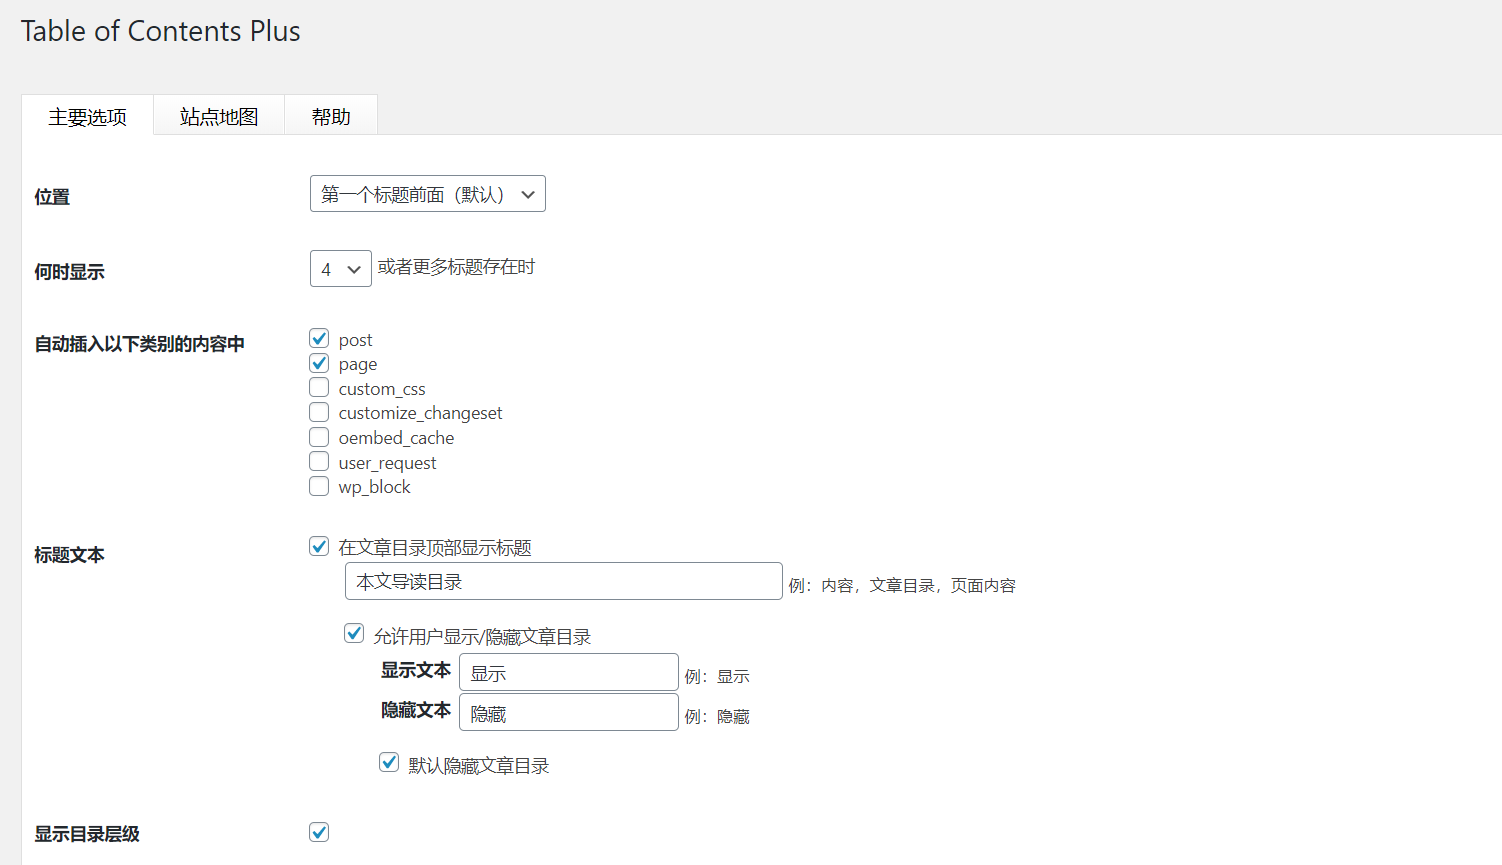 Table of Contents Plus
主要选项 站点地图 帮助
位置 第一个标题前面（默认）
何时显示 4 或者更多标题存在时
自动插入以下类别的内容中 post
page
custom_css
customize_changeset
oembed_cache
user_request
wp_block
标题文本 在文章目录顶部显示标题
本文导读目录 例：内容，文章目录，页面内容
允许用户显示/隐藏文章目录
显示文本 显示 例：显示
隐藏文本 隐藏 例：隐藏
默认隐藏文章目录
显示目录层级